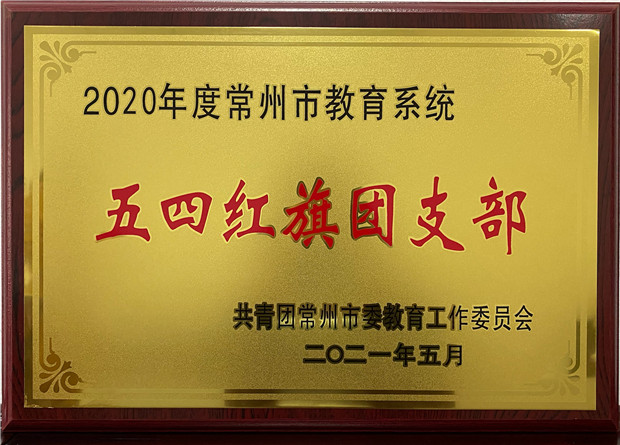 2020年度常州市教育系统
五四红旗团支部
共青团常州市委教育工作委员会
二〇二一年五月